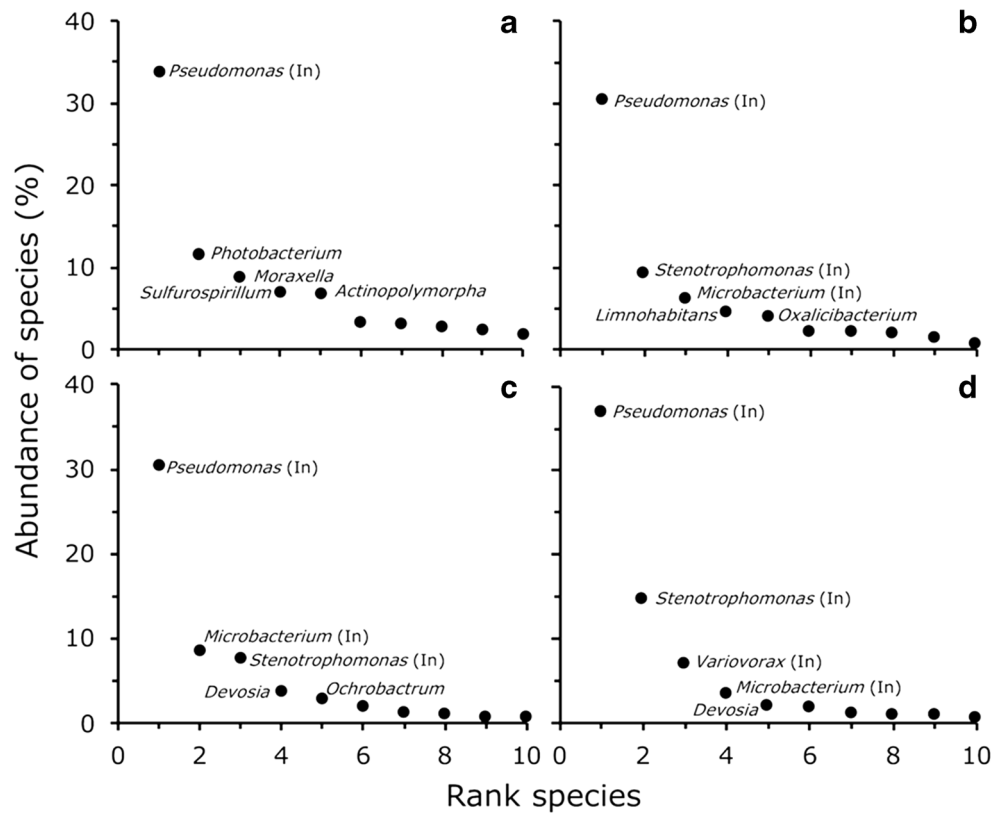 a
40
30
20
10
0
Pseudomonas (In)
Photobacterium
Moraxella
Sulfurospirillum
Actinopolymorpha
b
Pseudomonas (In)
Stenotrophomonas (In)
Microbacterium (In)
Limnohabitans
Oxalicibacterium
c
40
30
20
10
0
Pseudomonas (In)
Microbacterium (In)
Stenotrophomonas (In)
Devosia
Ochrobactrum
0 2 4 6 8 10
d
Pseudomonas (In)
Stenotrophomonas (In)
Variovorax (In)
Microbacterium (In)
Devosia
0 2 4 6 8 10
Abundance of species (%)
Rank species